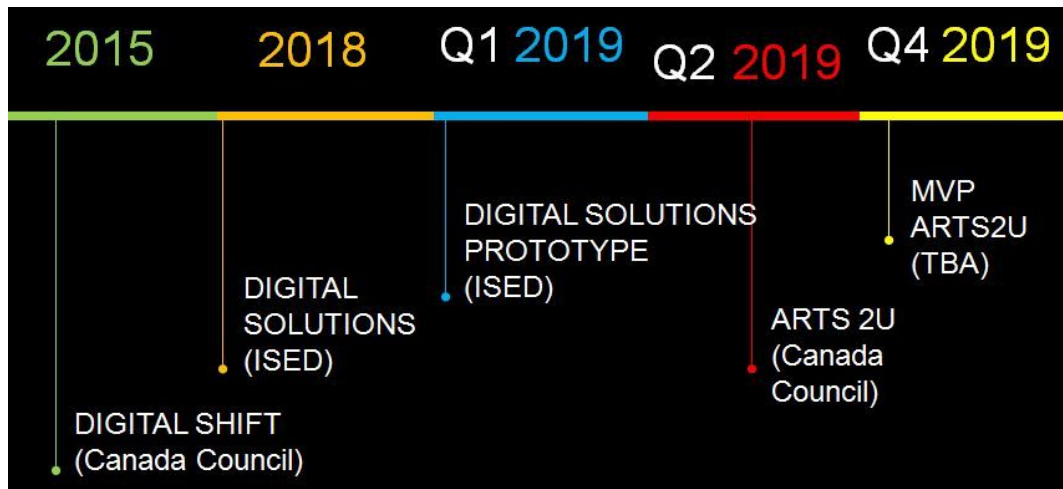 2015
2018
Q1 2019
Q2 2019
Q4 2019
DIGITAL SHIFT
(Canada Council)
DIGITAL
SOLUTIONS
(ISED)
DIGITAL SOLUTIONS
PROTOTYPE
(ISED)
ARTS 2U
(Canada
Council)
MVP
ARTS2U
(TBA)